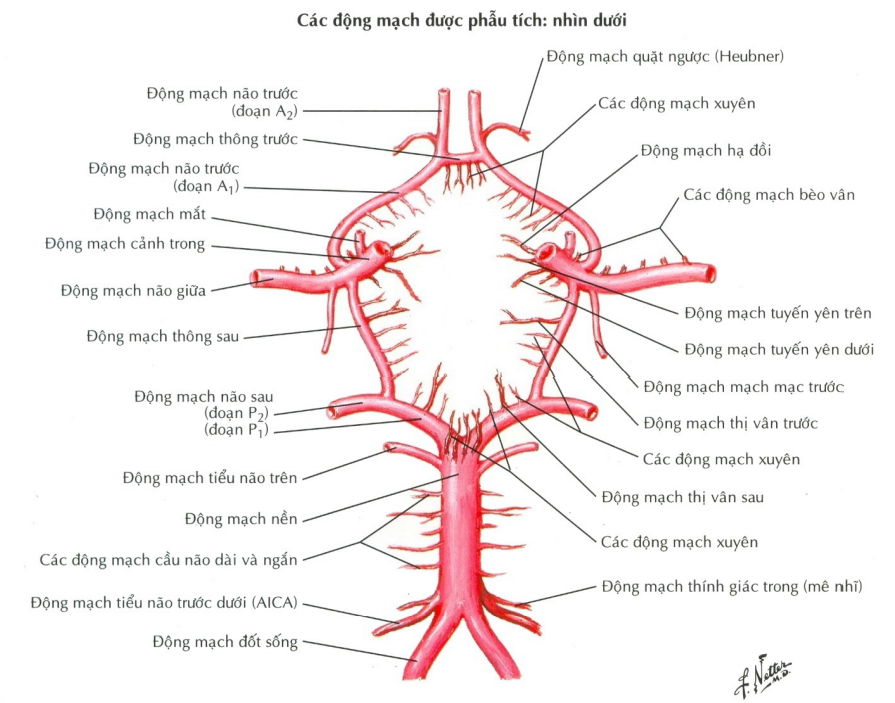 Các động mạch được phẫu tích: nhìn dưới
Động mạch não trước
(đoạn A2)
Động mạch thông trước
Động mạch não trước
(đoạn A1)
Động mạch mắt
Động mạch cảnh trong
Động mạch não giữa
Động mạch thông sau
Động mạch não sau
(đoạn P2)
(đoạn P1)
Động mạch tiểu não trên
Động mạch nền
Các động mạch cầu não dài và ngắn
Động mạch tiểu não trước dưới (AICA)
Động mạch đốt sống
Động mạch quặt ngược (Heubner)
Các động mạch xuyên
Động mạch hạ đồi
Các động mạch bèo vân
Động mạch tuyến yên trên
Động mạch tuyến yên dưới
Động mạch mạch mạc trước
Động mạch thị vân trước
Các động mạch xuyên
Động mạch thị vân sau
Các động mạch xuyên
Động mạch thính giác trong (mê nhĩ)
F. Netter
M.D.